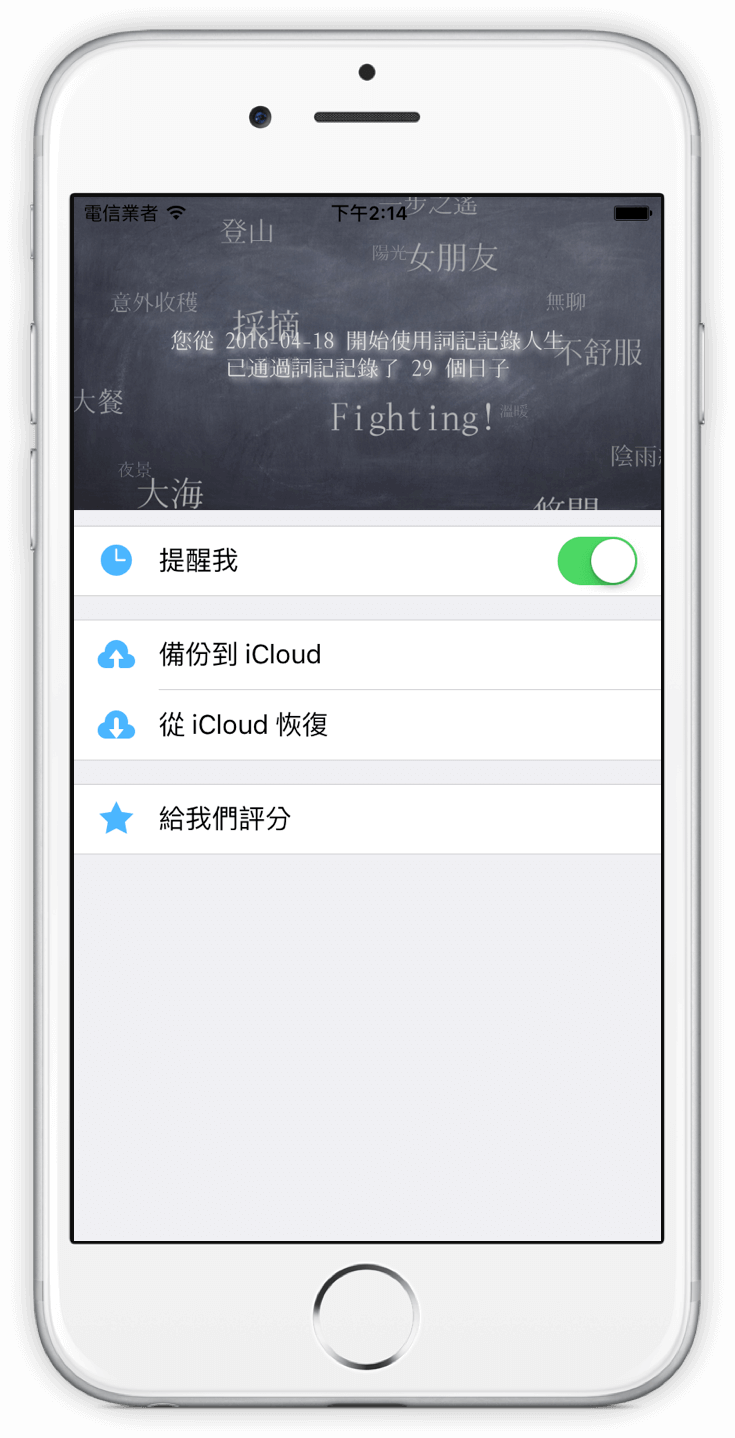 電信業者
下午2:14
一步之遙
登山
陽光
女朋友
意外收穫
無聊
採摘
您從 2016-04-18 開始使用詞記記錄人生
不舒服
已通過詞記記錄了 29 個日子
大餐
Fighting!
溫暖
陰雨
夜景
大海
悠閒
提醒我
備份到 iCloud
從 iCloud 恢復
給我們評分